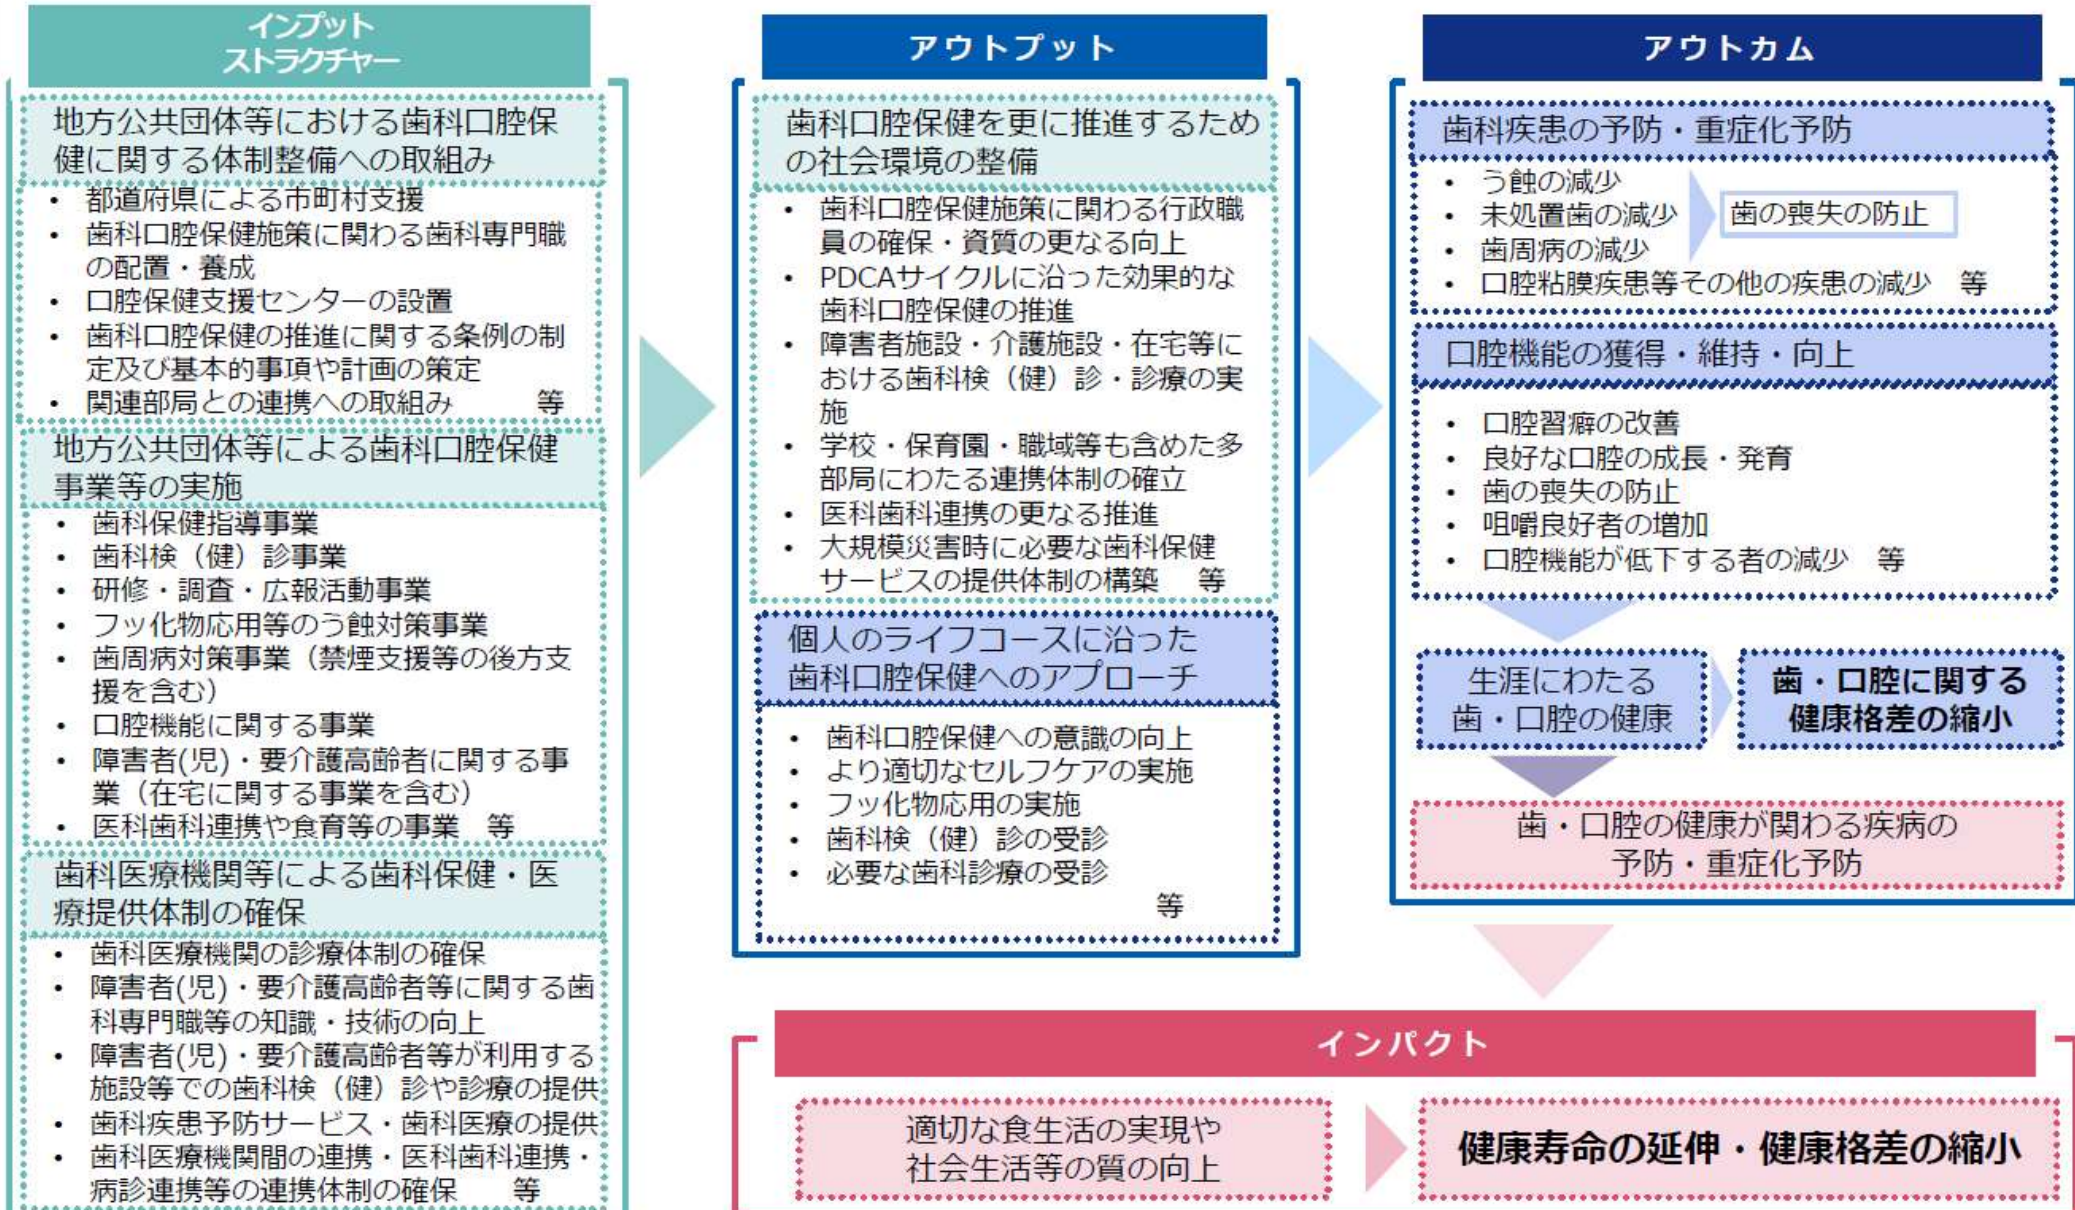 インプット
ストラクチャー
地方公共団体等における歯科口腔保
健に関する体制整備への取組み
• 都道府県による市町村支援
• 歯科口腔保健施策に関わる歯科専門職
の配置・養成
• 口腔保健支援センターの設置
• 歯科口腔保健の推進に関する条例の制
定及び基本的事項や計画の策定
• 関連部局との連携への取組み 等
地方公共団体等による歯科口腔保健
事業等の実施
• 歯科保健指導事業
• 歯科検（健）診事業
• 研修・調査・広報活動事業
• フッ化物応用等のう蝕対策事業
• 歯周病対策事業（禁煙支援等の後方支
援を含む）
• 口腔機能に関する事業
• 障害者(児)・要介護高齢者に関する事
業（在宅に関する事業を含む）
• 医科歯科連携や食育等の事業 等
歯科医療機関等による歯科保健・医
療提供体制の確保
• 歯科医療機関の診療体制の確保
• 障害者(児)・要介護高齢者等に関する歯
科専門職等の知識・技術の向上
• 障害者(児)・要介護高齢者等が利用する
施設等での歯科検（健）診や診療の提供
• 歯科疾患予防サービス・歯科医療の提供
• 歯科医療機関間の連携・医科歯科連携・
病診連携等の連携体制の確保 等
アウトプット
歯科口腔保健を更に推進するため
の社会環境の整備
• 歯科口腔保健施策に関わる行政職
員の確保・資質の更なる向上
• PDCAサイクルに沿った効果的な
歯科口腔保健の推進
• 障害者施設・介護施設・在宅等に
おける歯科検（健）診・診療の実
施
• 学校・保育園・職域等も含めた多
部局にわたる連携体制の確立
• 医科歯科連携の更なる推進
• 大規模災害時に必要な歯科保健
サービスの提供体制の構築 等
個人のライフコースに沿った
歯科口腔保健へのアプローチ
• 歯科口腔保健への意識の向上
• より適切なセルフケアの実施
• フッ化物応用の実施
• 歯科検（健）診の受診
• 必要な歯科診療の受診
等
アウトカム
歯科疾患の予防・重症化予防
• う蝕の減少
• 未処置歯の減少
• 歯周病の減少
• 口腔粘膜疾患等その他の疾患の減少 等
歯の喪失の防止
口腔機能の獲得・維持・向上
• 口腔習癖の改善
• 良好な口腔の成長・発育
• 歯の喪失の防止
• 咀嚼良好者の増加
• 口腔機能が低下する者の減少 等
生涯にわたる
歯・口腔の健康
歯・口腔に関する
健康格差の縮小
歯・口腔の健康が関わる疾病の
予防・重症化予防
インパクト
適切な食生活の実現や
社会生活等の質の向上
健康寿命の延伸・健康格差の縮小